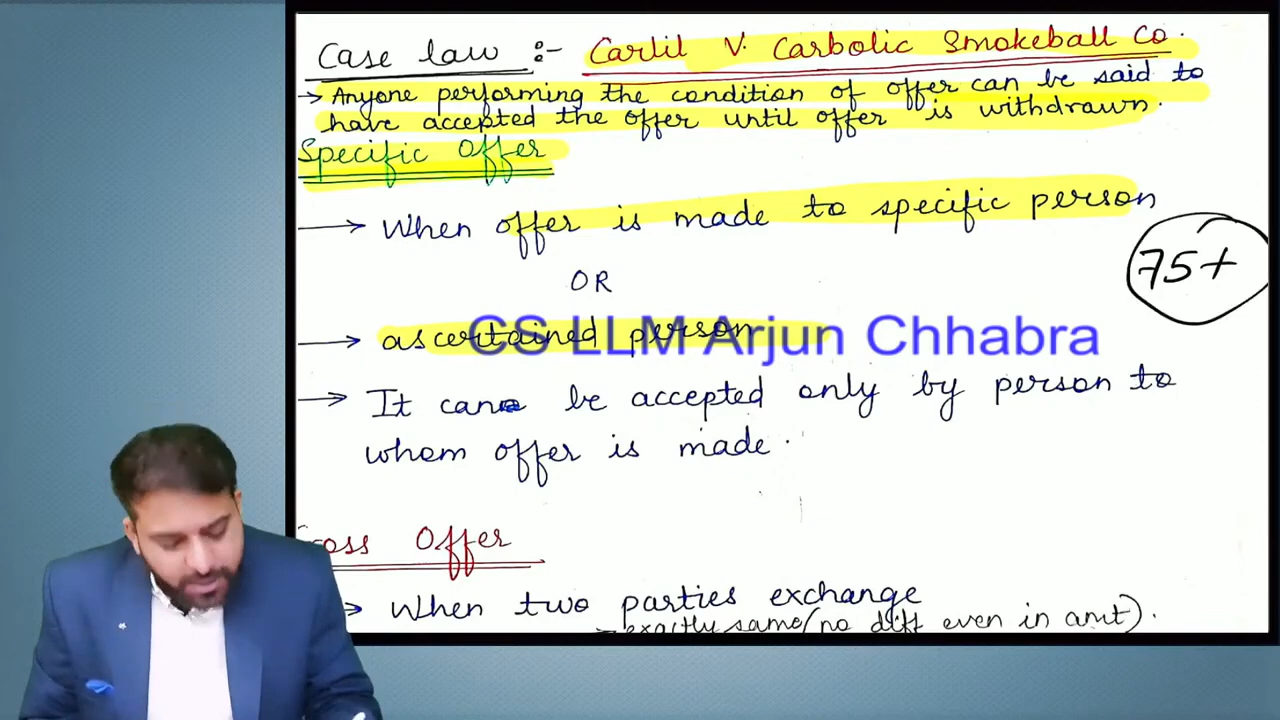 Case law :- Carlil V. Carbolic Smokeball Co.
→ Anyone performing the condition of offer can be said to
have accepted the offer until offer is withdrawn.
Specific Offer
→ When offer is made to specific person
75+
OR
→ ascertained person
CS LLM Arjun Chhabra
→ It can be accepted only by person to
whom offer is made.
ross Offer
→ When two parties exchange
→ exactly same (no diff even in amt).